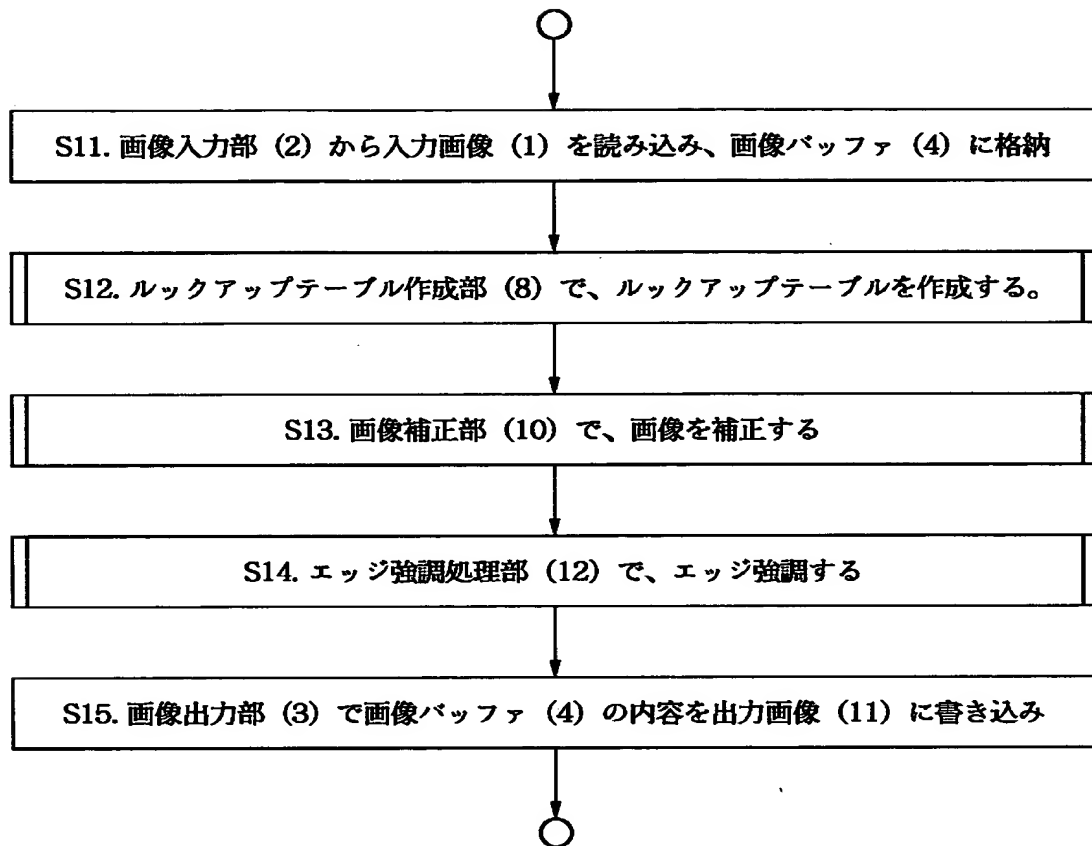 S11. 画像入力部 (2) から入力画像 (1) を読み込み、画像バッファ (4) に格納
S12. ルックアップテーブル作成部 (8) で、ルックアップテーブルを作成する。
S13. 画像補正部 (10) で、画像を補正する
S14. エッジ強調処理部 (12) で、エッジ強調する
S15. 画像出力部 (3) で画像バッファ (4) の内容を出力画像 (11) に書き込み